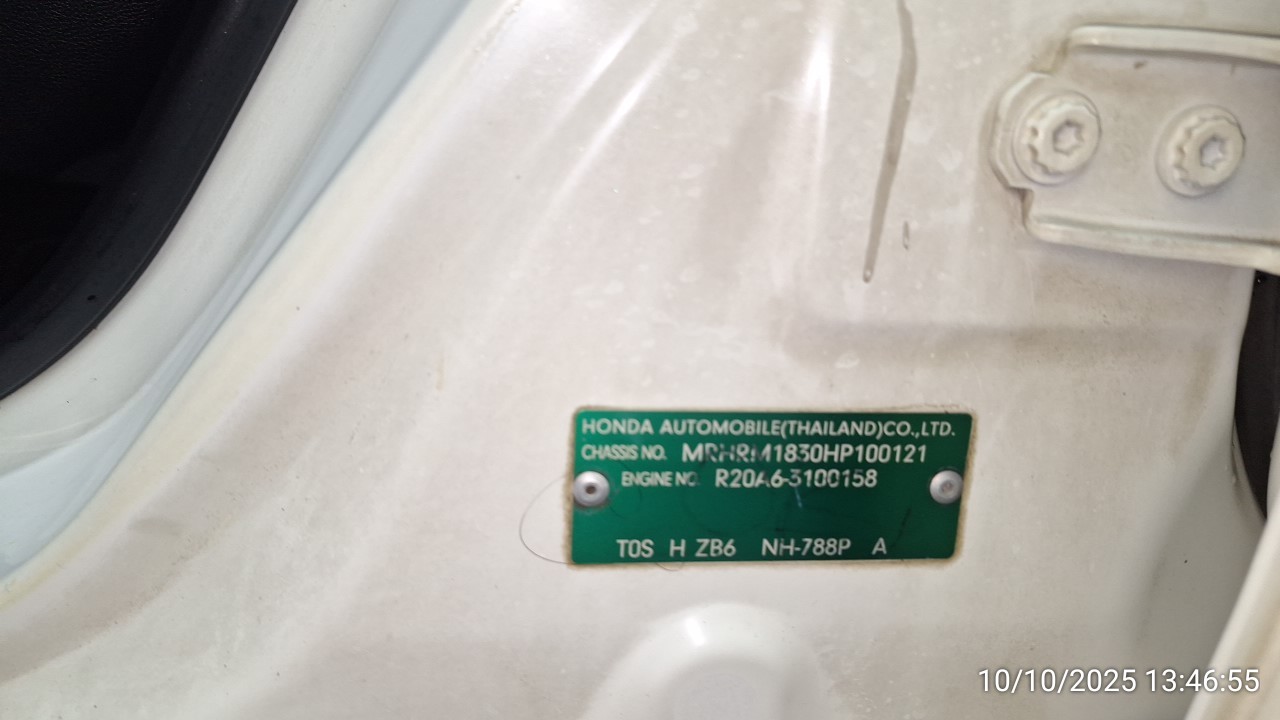 HONDA AUTOMOBILE(THAILAND)CO.,LTD.
CHASSIS NO. MRHRM1830HP100121
ENGINE NO. R20A6-3100158
TOS H ZB6 NH-788P A
10/10/2025 13:46:55